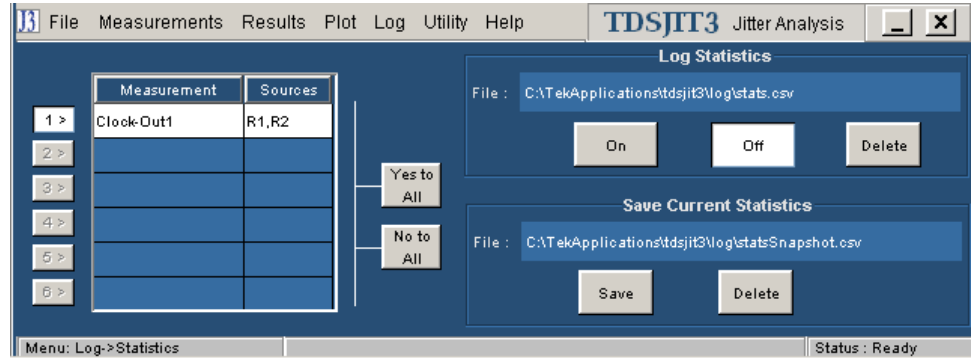 J3 File Measurements Results Plot Log Utility Help TDSJIT3 Jitter Analysis
Measurement Sources
1 > Clock-Out1 R1,R2
2 >
3 >
4 >
5 >
6 >
Yes to
All
No to
All
Log Statistics
File : C:\TekApplications\tdsjit3\log\stats.csv
On Off Delete
Save Current Statistics
File : C:\TekApplications\tdsjit3\log\statsSnapshot.csv
Save Delete
Menu: Log->Statistics Status : Ready